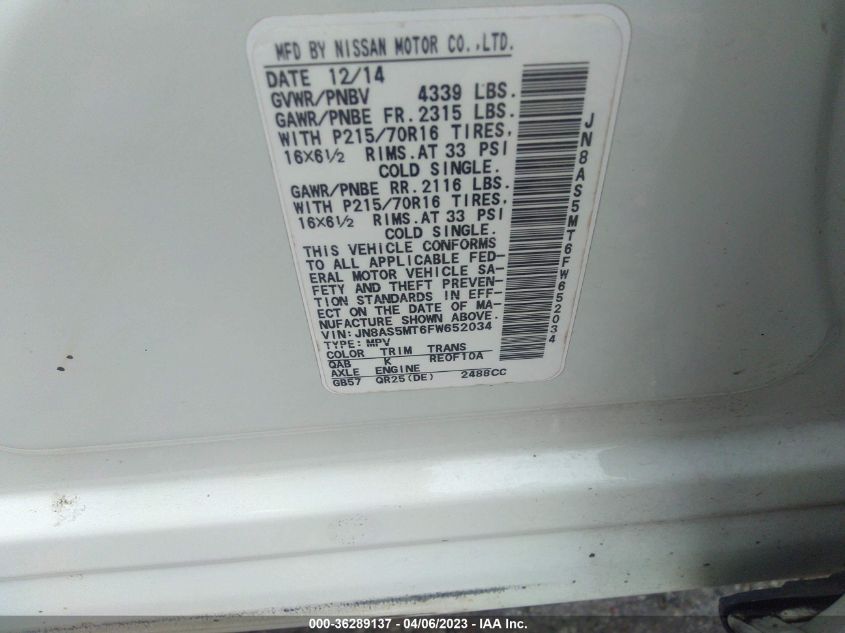 MFD BY NISSAN MOTOR CO.,LTD.
DATE 12/14
GVWR/PNBV 4339 LBS.
GAWR/PNBE FR. 2315 LBS.
WITH P215/70R16 TIRES,
16X6½ RIMS.AT 33 PSI
COLD SINGLE.
GAWR/PNBE RR. 2116 LBS.
WITH P215/70R16 TIRES,
16X6½ RIMS.AT 33 PSI
COLD SINGLE.
THIS VEHICLE CONFORMS
TO ALL APPLICABLE FED-
ERAL MOTOR VEHICLE SA-
FETY AND THEFT PREVEN-
TION STANDARDS IN EFF-
ECT ON THE DATE OF MA-
NUFACTURE SHOWN ABOVE.
VIN:JN8AS5MT6FW652034
TYPE:MPV
COLOR TRIM TRANS
QAB K RE0F10A
AXLE ENGINE
GB57 QR25(DE) 2488CC
JN8AS5MT6FW652034
000-36289137 - 04/06/2023 - IAA Inc.